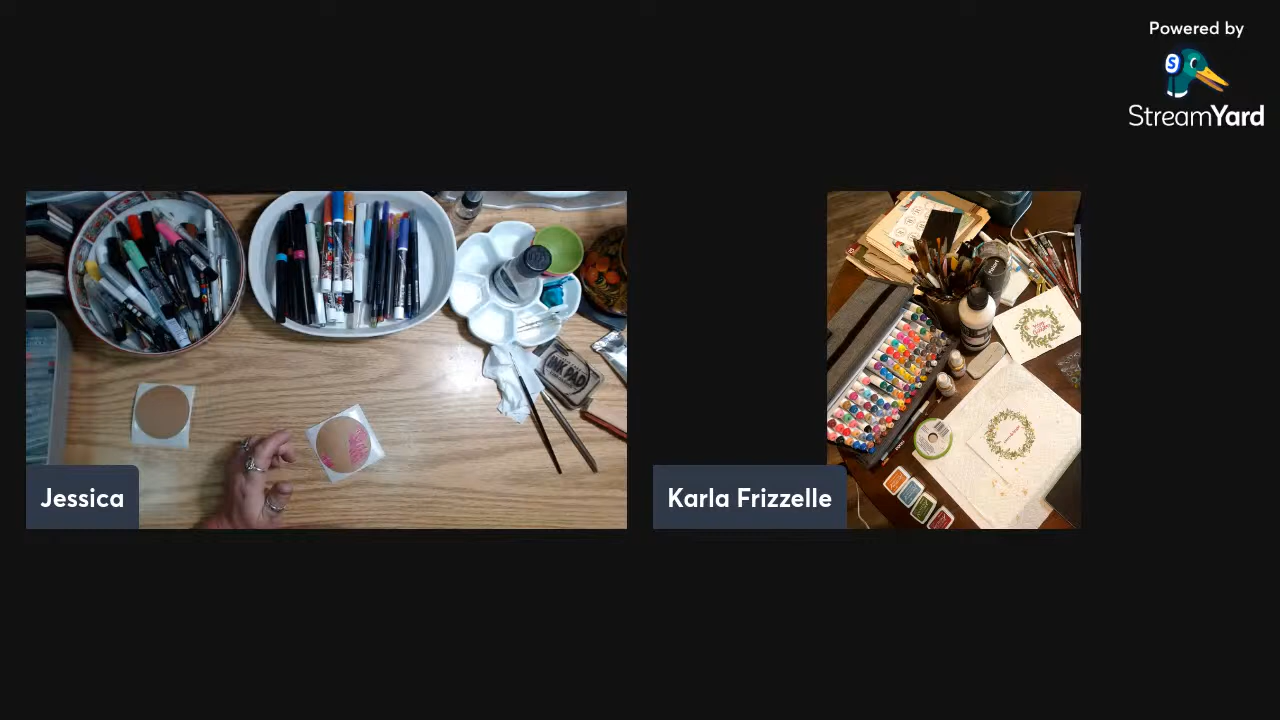 Powered by
S
StreamYard
INK PAD
Jessica
Karla Frizzelle